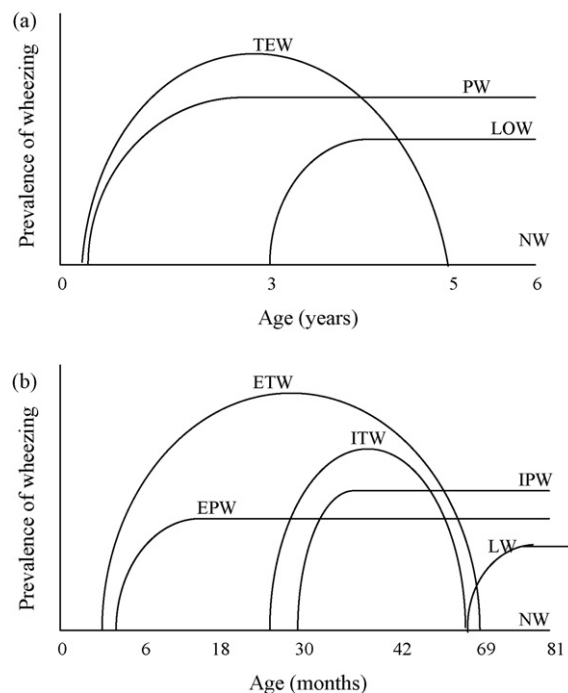 (a)
TEW
PW
LOW
NW
Prevalence of wheezing
0 3 5 6
Age (years)
(b)
ETW
ITW
IPW
EPW
LW
NW
Prevalence of wheezing
0 6 18 30 42 69 81
Age (months)